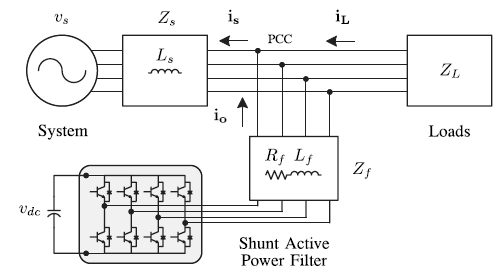 v_s
Z_s
i_s
i_L
PCC
L_s
Z_L
System
i_o
Loads
R_f L_f
Z_f
v_dc
Shunt Active
Power Filter